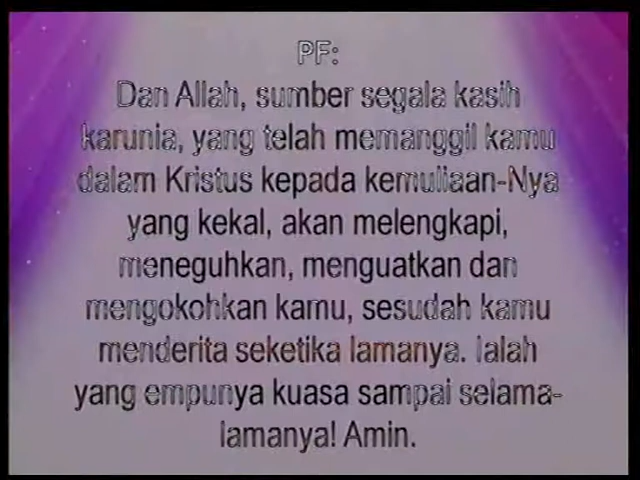 PF:
Dan Allah, sumber segala kasih
karunia, yang telah memanggil kamu
dalam Kristus kepada kemuliaan-Nya
yang kekal, akan melengkapi,
meneguhkan, menguatkan dan
mengokohkan kamu, sesudah kamu
menderita seketika lamanya. Ialah
yang empunya kuasa sampai selama-
lamanya! Amin.